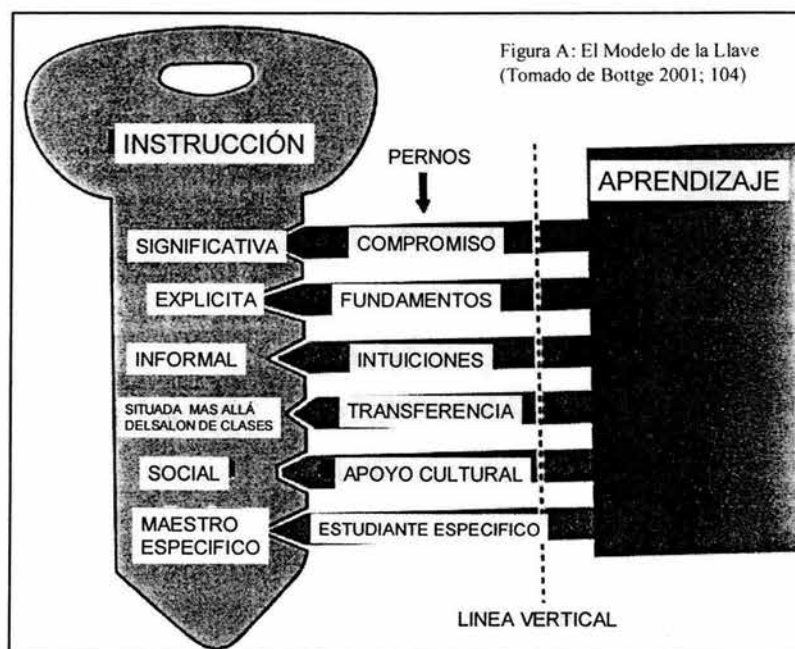 Figura A: El Modelo de la Llave
(Tomado de Bottge 2001; 104)
INSTRUCCIÓN
PERNOS
APRENDIZAJE
SIGNIFICATIVA
COMPROMISO
EXPLICITA
FUNDAMENTOS
INFORMAL
INTUICIONES
SITUADA MAS ALLÁ
DELSALON DE CLASES
TRANSFERENCIA
SOCIAL
APOYO CULTURAL
MAESTRO
ESPECIFICO
ESTUDIANTE ESPECIFICO
LINEA VERTICAL